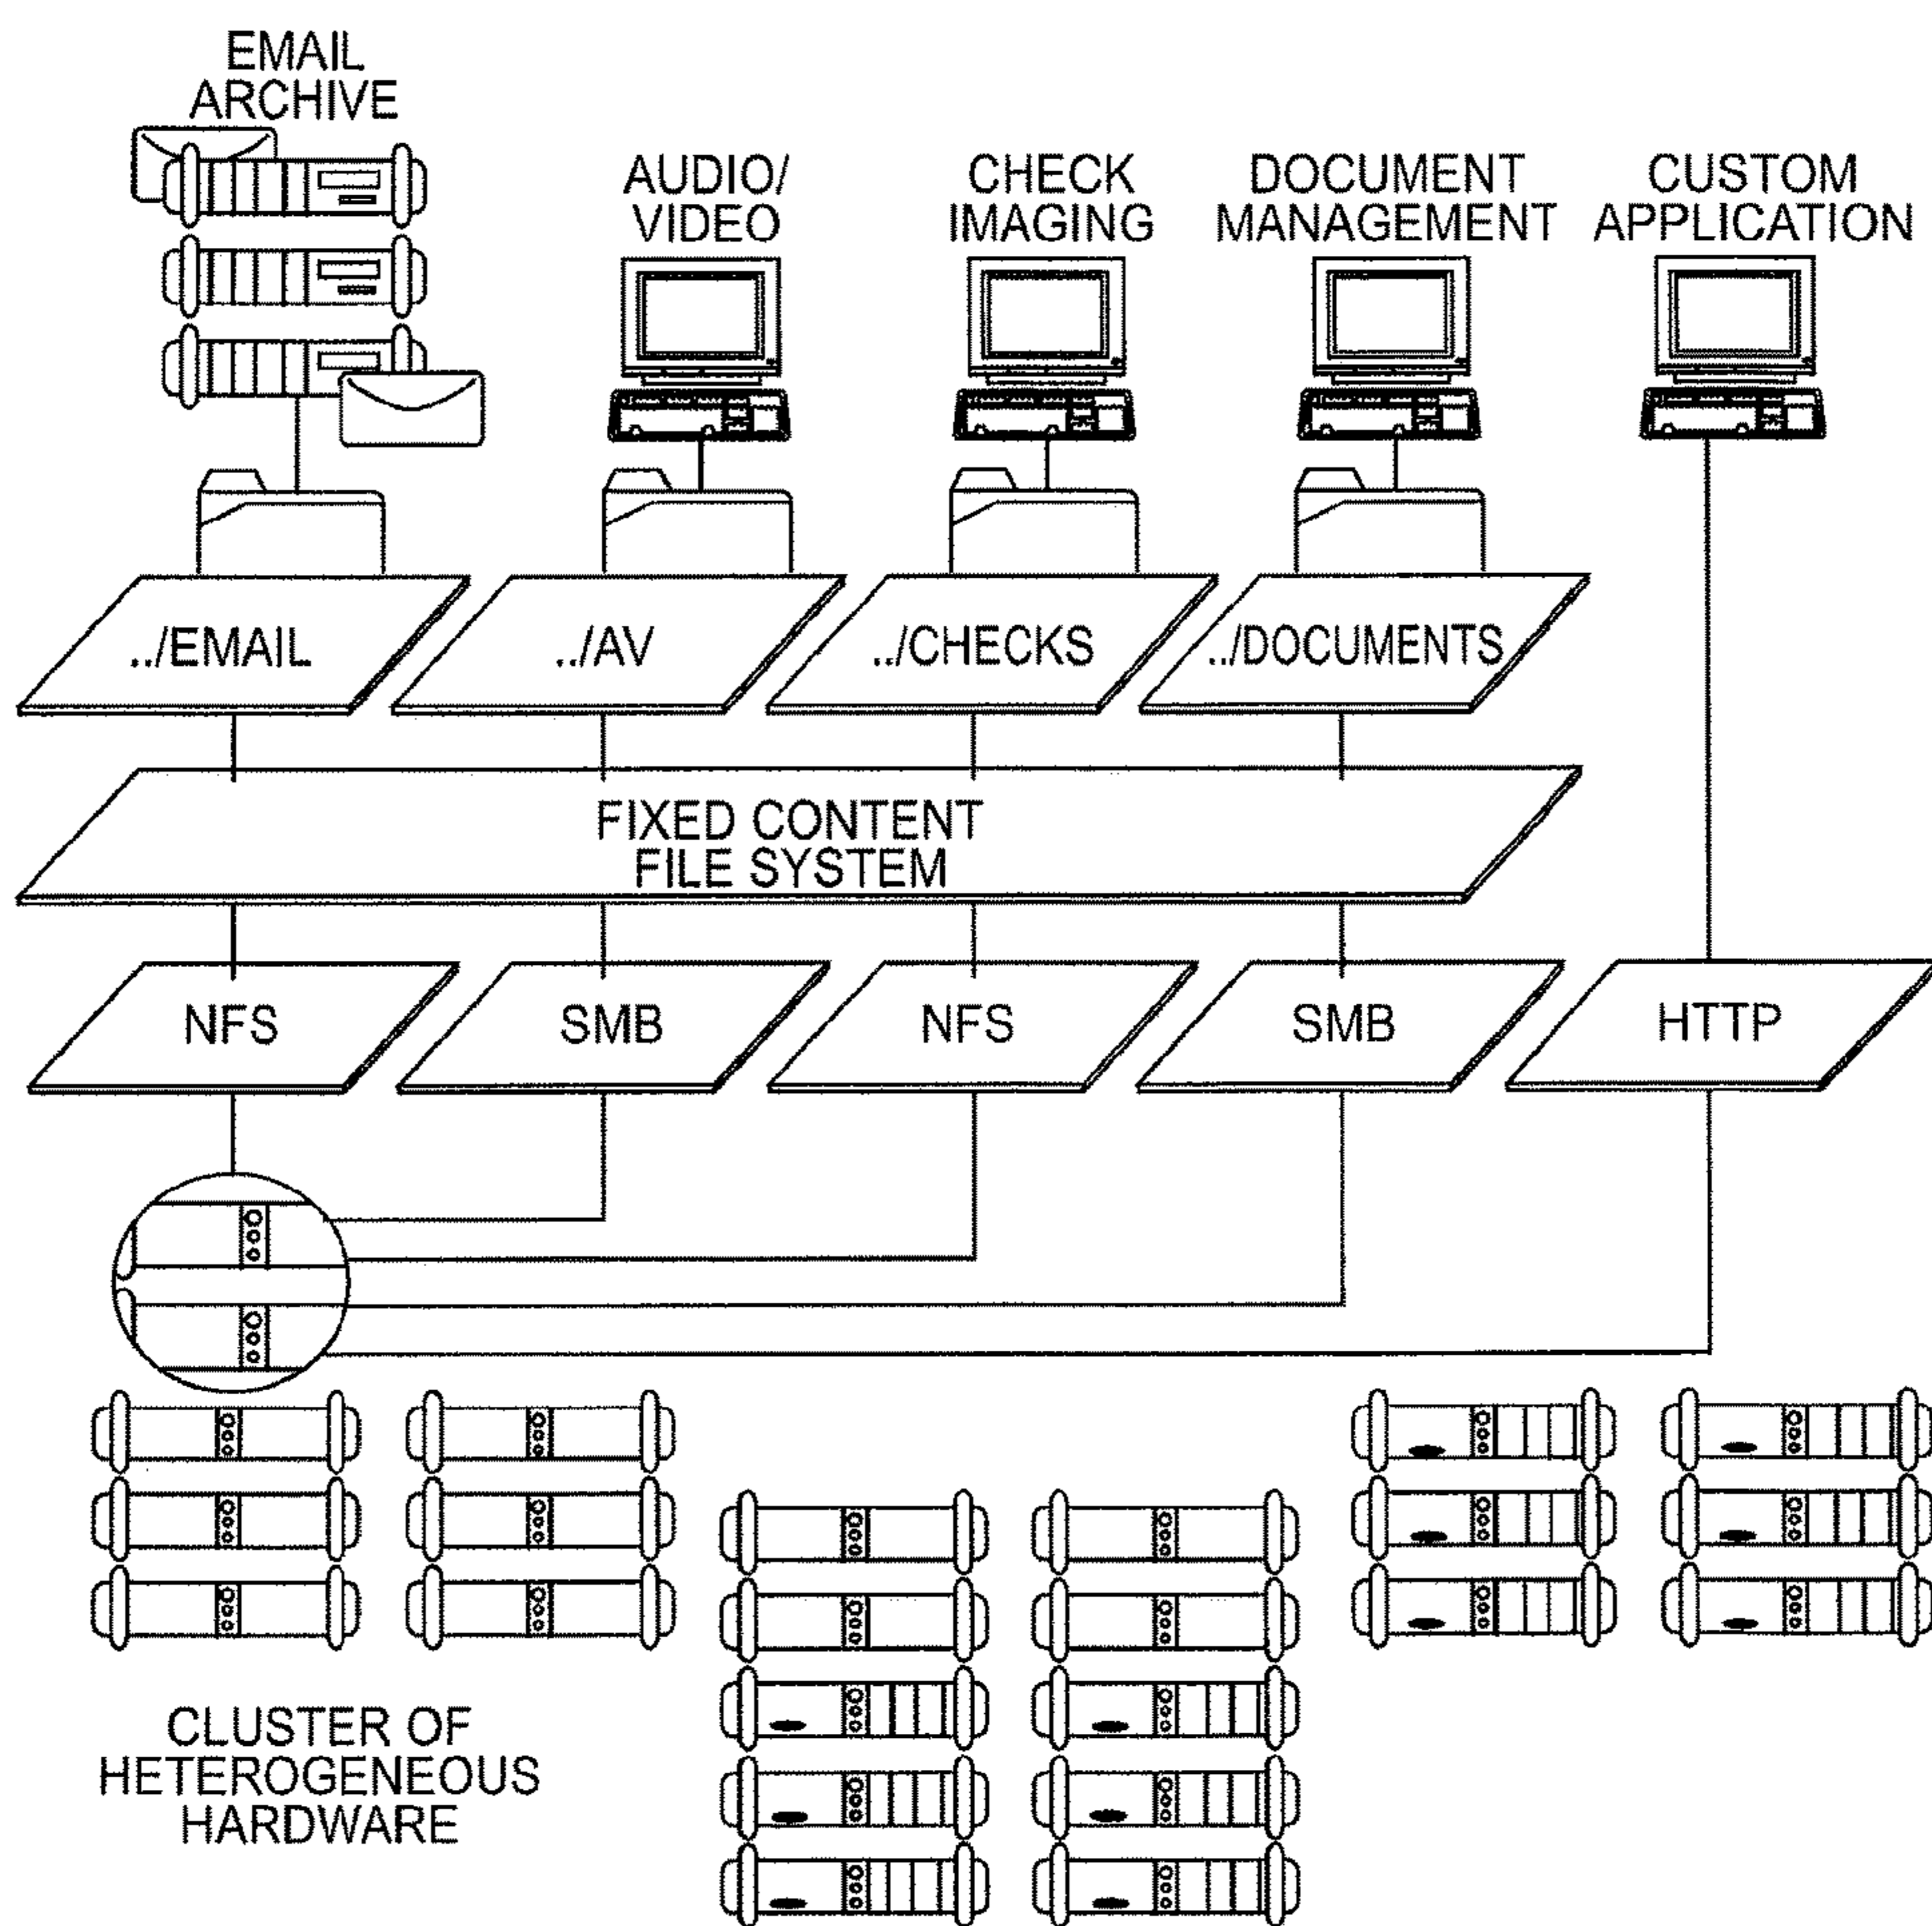 EMAIL
ARCHIVE
AUDIO/
VIDEO
CHECK
IMAGING
DOCUMENT
MANAGEMENT
CUSTOM
APPLICATION
../EMAIL
../AV
../CHECKS
../DOCUMENTS
FIXED CONTENT
FILE SYSTEM
NFS
SMB
NFS
SMB
HTTP
CLUSTER OF
HETEROGENEOUS
HARDWARE